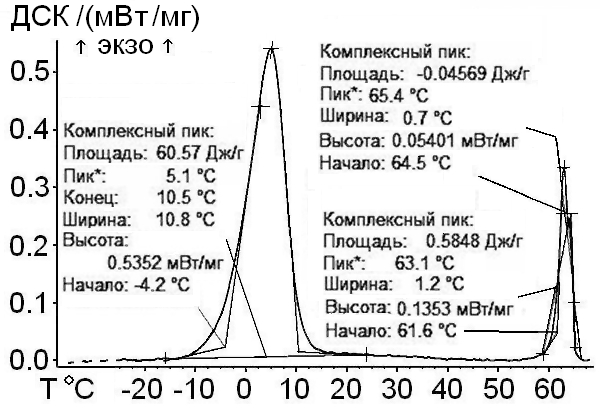 ДСК /(мВт/мг)
↑ ЭКЗО ↑
Комплексный пик:
Площадь: -0.04569 Дж/г
Пик*: 65.4 °C
Ширина: 0.7 °C
Высота: 0.05401 мВт/мг
Начало: 64.5 °C
Комплексный пик:
Площадь: 60.57 Дж/г
Пик*: 5.1 °C
Конец: 10.5 °C
Ширина: 10.8 °C
Высота:
0.5352 мВт/мг
Начало: -4.2 °C
Комплексный пик:
Площадь: 0.5848 Дж/г
Пик*: 63.1 °C
Ширина: 1.2 °C
Высота: 0.1353 мВт/мг
Начало: 61.6 °C
0.5
0.4
0.3
0.2
0.1
0.0
T °C -20 -10 0 10 20 30 40 50 60